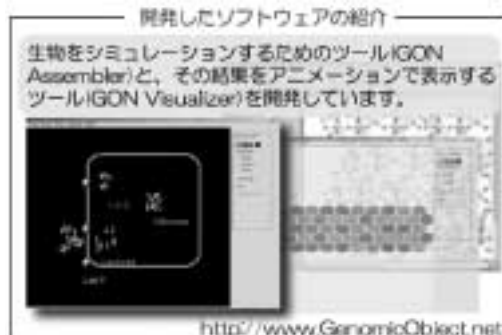 開発したソフトウェアの紹介
生物をシミュレーションするためのツール(IGON
Assembler)と、その結果をアニメーションで表示する
ツール(IGON Visualizer)を開発しています。
http://www.GenomicObject.net